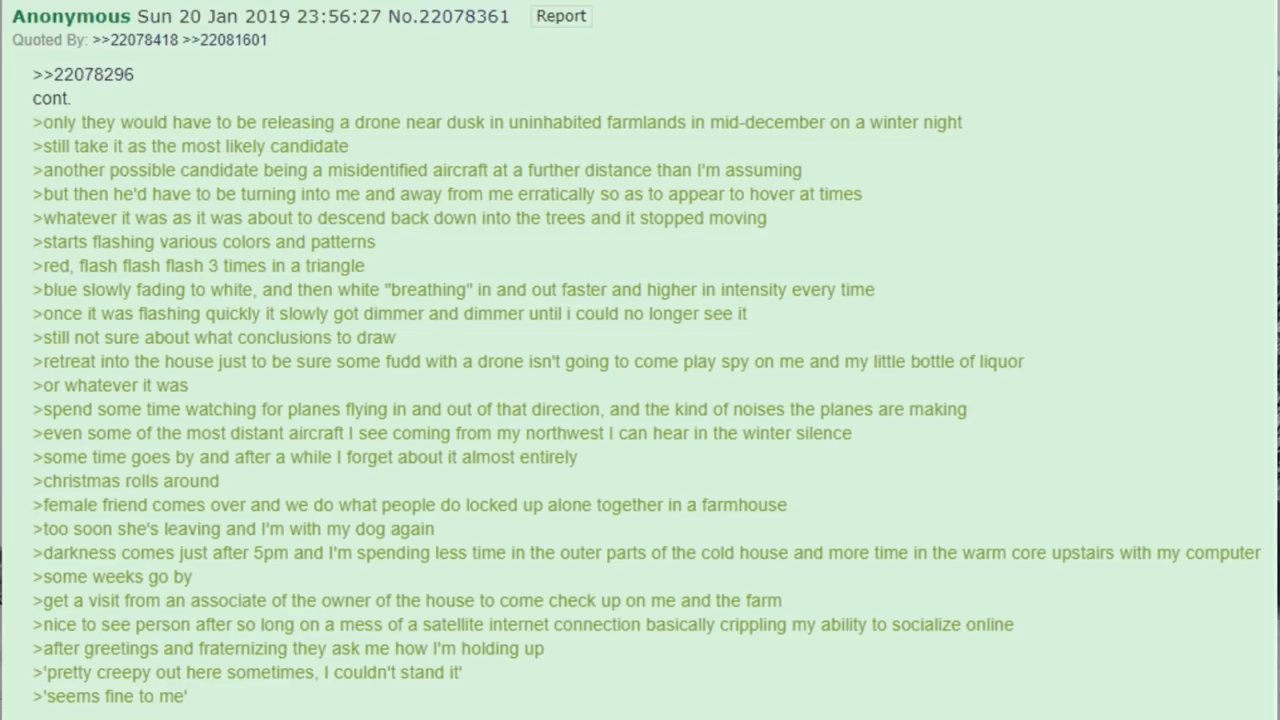 Anonymous Sun 20 Jan 2019 23:56:27 No.22078361 Report
Quoted By: >>22078418 >>22081601
>>22078296
cont.
>only they would have to be releasing a drone near dusk in uninhabited farmlands in mid-december on a winter night
>still take it as the most likely candidate
>another possible candidate being a misidentified aircraft at a further distance than I'm assuming
>but then he'd have to be turning into me and away from me erratically so as to appear to hover at times
>whatever it was as it was about to descend back down into the trees and it stopped moving
>starts flashing various colors and patterns
>red, flash flash flash 3 times in a triangle
>blue slowly fading to white, and then white "breathing" in and out faster and higher in intensity every time
>once it was flashing quickly it slowly got dimmer and dimmer until i could no longer see it
>still not sure about what conclusions to draw
>retreat into the house just to be sure some fudd with a drone isn't going to come play spy on me and my little bottle of liquor
>or whatever it was
>spend some time watching for planes flying in and out of that direction, and the kind of noises the planes are making
>even some of the most distant aircraft I see coming from my northwest I can hear in the winter silence
>some time goes by and after a while I forget about it almost entirely
>christmas rolls around
>female friend comes over and we do what people do locked up alone together in a farmhouse
>too soon she's leaving and I'm with my dog again
>darkness comes just after 5pm and I'm spending less time in the outer parts of the cold house and more time in the warm core upstairs with my computer
>some weeks go by
>get a visit from an associate of the owner of the house to come check up on me and the farm
>nice to see person after so long on a mess of a satellite internet connection basically crippling my ability to socialize online
>after greetings and fraternizing they ask me how I'm holding up
>'pretty creepy out here sometimes, I couldn't stand it'
>'seems fine to me'